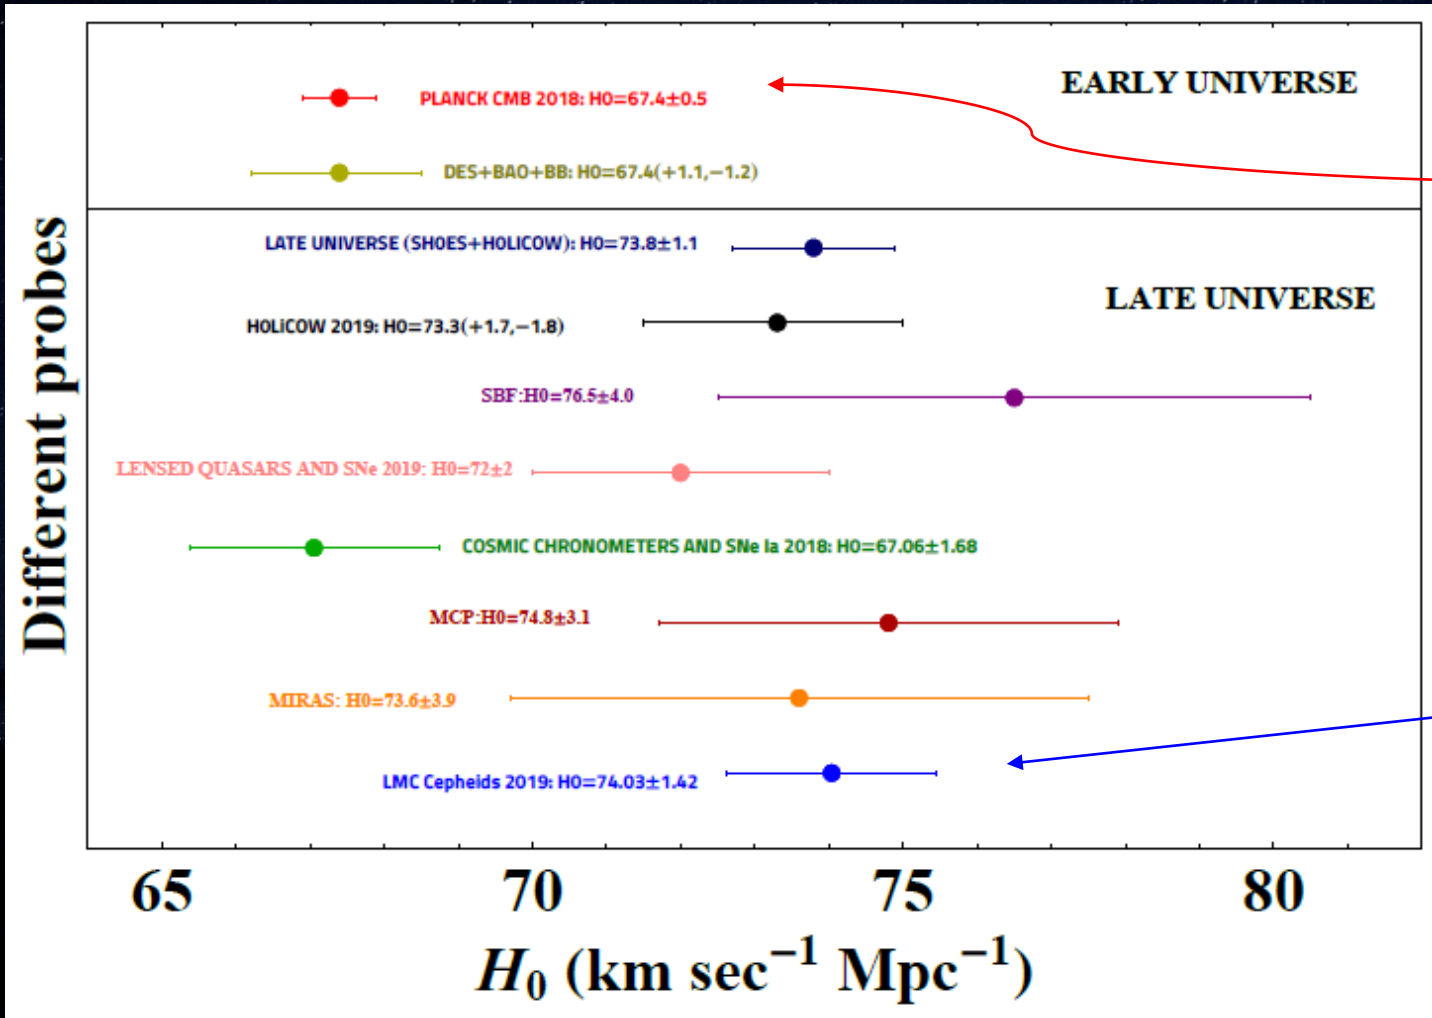 EARLY UNIVERSE
PLANCK CMB 2018: H0=67.4±0.5
DES+BAO+BB: H0=67.4(+1.1,−1.2)
LATE UNIVERSE (SH0ES+H0LICOW): H0=73.8±1.1
LATE UNIVERSE
H0LiCOW 2019: H0=73.3(+1.7,−1.8)
SBF:H0=76.5±4.0
LENSED QUASARS AND SNe 2019: H0=72±2
COSMIC CHRONOMETERS AND SNe Ia 2018: H0=67.06±1.68
MCP:H0=74.8±3.1
MIRAS: H0=73.6±3.9
LMC Cepheids 2019: H0=74.03±1.42
Different probes
65 70 75 80
H₀ (km sec⁻¹ Mpc⁻¹)